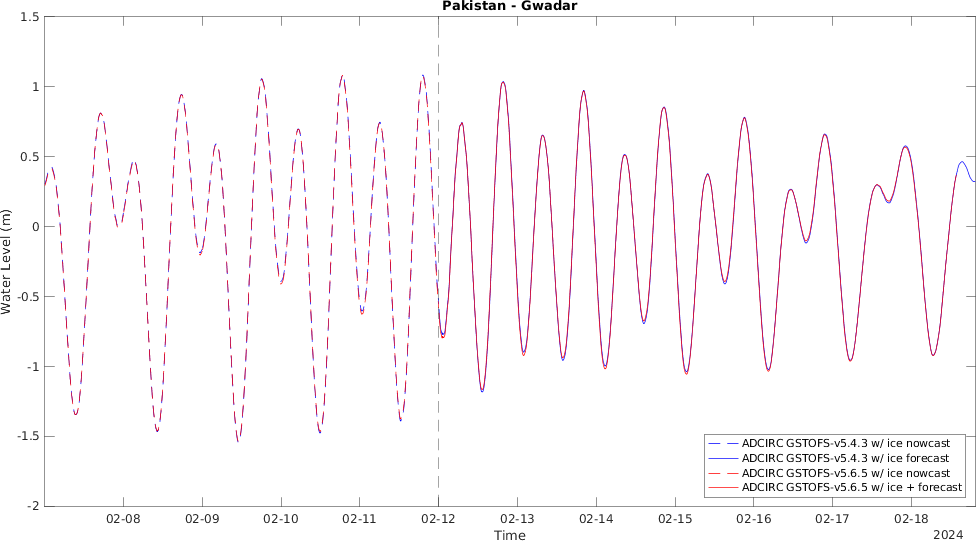 Pakistan - Gwadar
1.5
1
0.5
0
-0.5
-1
-1.5
-2
Water Level (m)
ADCIRC GSTOFS-v5.4.3 w/ ice nowcast
ADCIRC GSTOFS-v5.4.3 w/ ice forecast
ADCIRC GSTOFS-v5.6.5 w/ ice nowcast
ADCIRC GSTOFS-v5.6.5 w/ ice + forecast
02-08 02-09 02-10 02-11 02-12 02-13 02-14 02-15 02-16 02-17 02-18
Time
2024